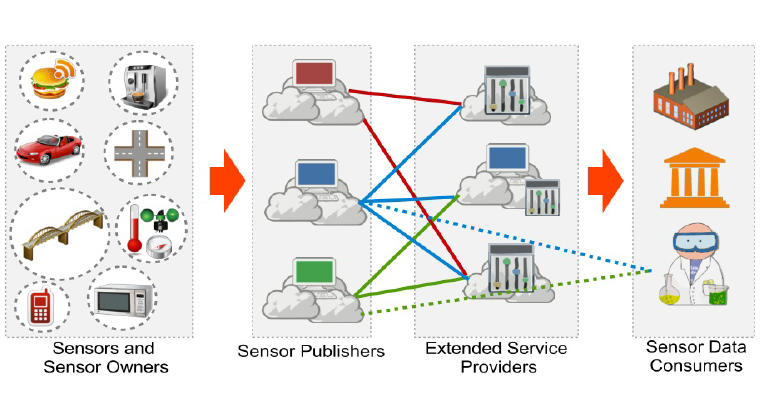 Sensors and
Sensor Owners
Sensor Publishers
Extended Service
Providers
Sensor Data
Consumers